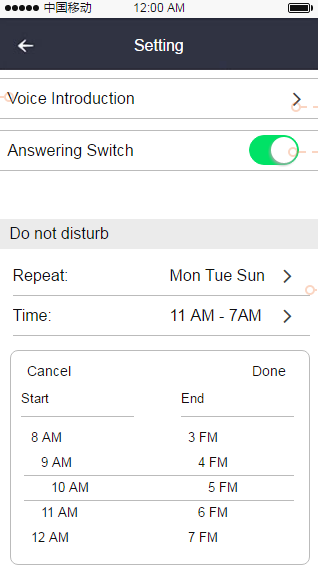 中国移动 12:00 AM
Setting
Voice Introduction
Answering Switch
Do not disturb
Repeat: Mon Tue Sun
Time: 11 AM - 7AM
Cancel Done
Start End
8 AM 3 FM
9 AM 4 FM
10 AM 5 FM
11 AM 6 FM
12 AM 7 FM